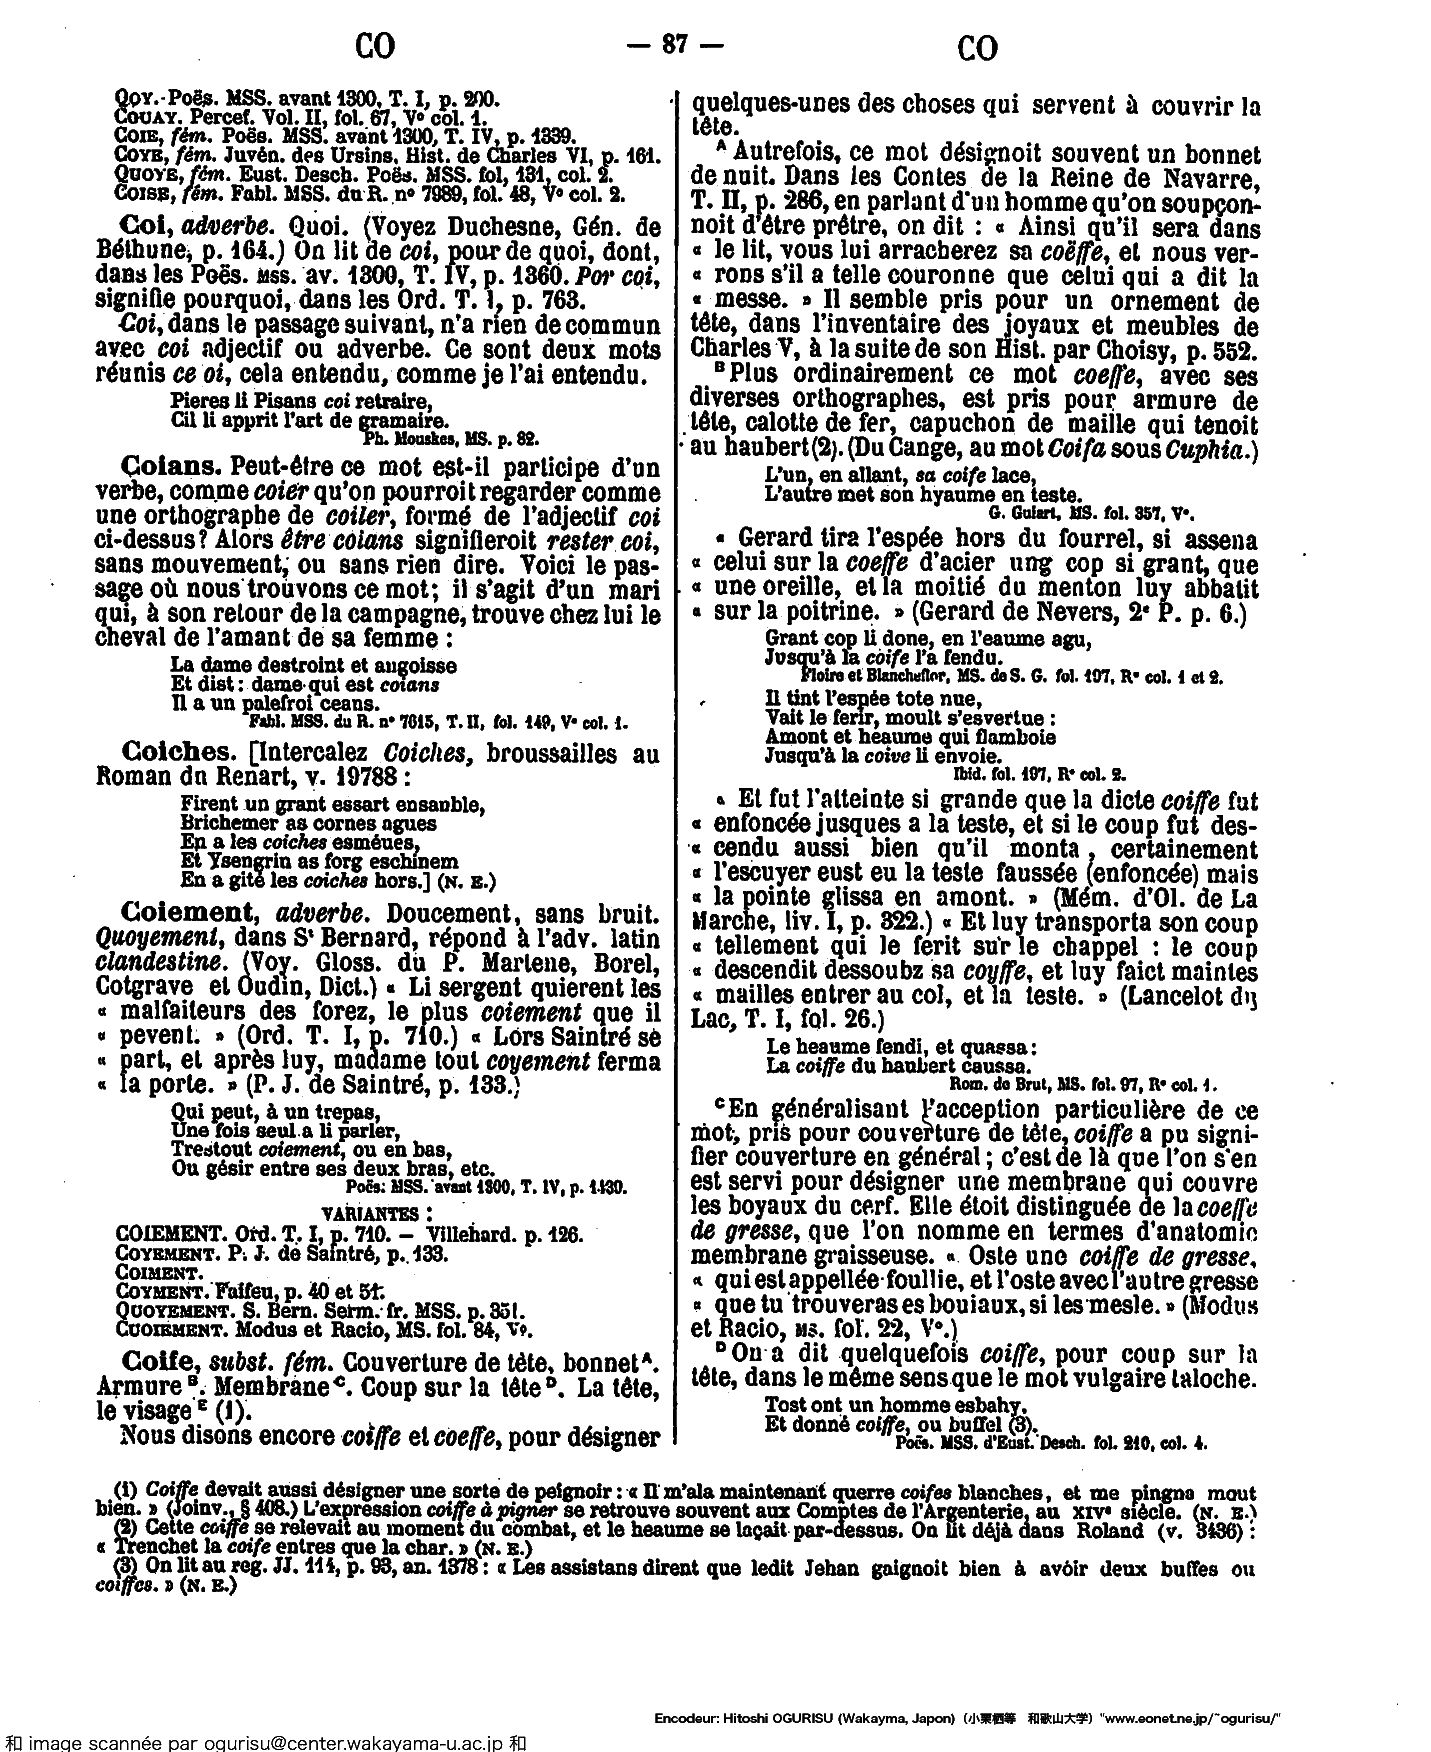 CO
— 87 —
CO
QOY. Poës. MSS. avant 1300, T. I, p. 200.
COUAY. Percef. Vol. II, fol. 67, Vº col. 1.
COIE, fém. Poës. MSS. avant 1300, T. IV, p. 1339.
COYE, fém. Juvén. des Ursins, Hist. de Charles VI, p. 161.
QUOYE, fém. Eust. Desch. Poës. MSS. fol, 131, col. 2.
COISE, fém. Fabl. MSS. du R. nº 7989, fol. 48, Vº col. 2.
Coi, adverbe. Quoi. (Voyez Duchesne, Gén. de
Béthune, p. 164.) On lit de coi, pour de quoi, dont,
dans les Poës. MSS. av. 1300, T. IV, p. 1360. Por coi,
signifie pourquoi, dans les Ord. T. I, p. 763.
Coi, dans le passage suivant, n'a rien de commun
avec coi adjectif ou adverbe. Ce sont deux mots
réunis ce oi, cela entendu, comme je l'ai entendu.
Pieres li Pisans coi retraire,
Cil li apprit l'art de gramaire.
Ph. Mouskes, MS. p. 82.
Coians. Peut-être ce mot est-il participe d'un
verbe, comme coier qu'on pourroit regarder comme
une orthographe de coiler, formé de l'adjectif coi
ci-dessus? Alors être coians signifieroit rester coi,
sans mouvement, ou sans rien dire. Voici le pas-
sage où nous trouvons ce mot; il s'agit d'un mari
qui, à son retour de la campagne, trouve chez lui le
cheval de l'amant de sa femme :
La dame destroint et angoisse
Et dist : dame qui est coians
Il a un palefroi ceans.
Fabl. MSS. du R. nº 7615, T. II, fol. 149, Vº col. 1.
Coiches. [Intercalez Coiches, broussailles au
Roman du Renart, v. 19788 :
Firent un grant essart ensanble,
Brichemer as cornes agues
En a les coiches esméues,
Et Ysengrin as forg eschinem
En a gité les coiches hors.] (N. E.)
Coiement, adverbe. Doucement, sans bruit.
Quoyement, dans St Bernard, répond à l'adv. latin
clandestine. (Voy. Gloss. du P. Martene, Borel,
Cotgrave et Oudin, Dict.) « Li sergent quierent les
« malfaiteurs des forez, le plus coiement que il
« pevent. » (Ord. T. I, p. 710.) « Lors Saintré se
« part, et après luy, madame tout coyement ferma
« la porte. » (P. J. de Saintré, p. 133.)
Qui peut, à un trepas,
Une fois seul a li parler,
Trestout coiement, ou en bas,
Ou gésir entre ses deux bras, etc.
Poës. MSS. avant 1300, T. IV, p. 1430.
VARIANTES :
COIEMENT. Ord. T. I, p. 710. — Villehard. p. 126.
COYEMENT. P. J. de Saintré, p. 133.
COIMENT.
COYMENT. Faifeu, p. 40 et 51.
QUOYEMENT. S. Bern. Serm. fr. MSS. p. 351.
CUOIEMENT. Modus et Racio, MS. fol. 84, Vº.
Coife, subst. fém. Couverture de tête, bonnet A.
Armure B. Membrane C. Coup sur la tête D. La tête,
le visage E (1).
Nous disons encore coiffe et coeffe, pour désigner
quelques-unes des choses qui servent à couvrir la
tête.
A Autrefois, ce mot désignoit souvent un bonnet
de nuit. Dans les Contes de la Reine de Navarre,
T. II, p. 286, en parlant d'un homme qu'on soupçon-
noit d'être prêtre, on dit : « Ainsi qu'il sera dans
« le lit, vous lui arracherez sa coëffe, et nous ver-
« rons s'il a telle couronne que celui qui a dit la
« messe. » Il semble pris pour un ornement de
tête, dans l'inventaire des joyaux et meubles de
Charles V, à la suite de son Hist. par Choisy, p. 552.
B Plus ordinairement ce mot coeffe, avec ses
diverses orthographes, est pris pour armure de
tête, calotte de fer, capuchon de maille qui tenoit
au haubert (2). (Du Cange, au mot Coifa sous Cuphia.)
L'un, en allant, sa coife lace,
L'autre met son hyaume en teste.
G. Guiart, MS. fol. 357, Vº.
« Gerard tira l'espée hors du fourrel, si assena
« celui sur la coeffe d'acier ung cop si grant, que
« une oreille, et la moitié du menton luy abbatit
« sur la poitrine. » (Gerard de Nevers, 2e P. p. 6.)
Grant cop li done, en l'eaume agu,
Jusqu'à la coife l'a fendu.
Floire et Blancheflor, MS. de S. G. fol. 197, Rº col. 1 et 2.
Il tint l'espée tote nue,
Vait le ferir, moult s'esvertue :
Amont et heaume qui flamboie
Jusqu'à la coive li envoie.
Ibid. fol. 197, Rº col. 2.
« Et fut l'atteinte si grande que la dicte coiffe fut
« enfoncée jusques a la teste, et si le coup fut des-
« cendu aussi bien qu'il monta, certainement
« l'escuyer eust eu la teste faussée (enfoncée) mais
« la pointe glissa en amont. » (Mém. d'Ol. de La
Marche, liv. I, p. 322.) « Et luy transporta son coup
« tellement qui le ferit sur le chappel : le coup
« descendit dessoubz sa coyffe, et luy faict maintes
« mailles entrer au col, et la teste. » (Lancelot du
Lac, T. I, fol. 26.)
Le heaume fendi, et quassa :
La coiffe du haubert caussa.
Rom. de Brut, MS. fol. 97, Rº col. 1.
C En généralisant l'acception particulière de ce
mot, pris pour couverture de tête, coiffe a pu signi-
fier couverture en général ; c'est de là que l'on s'en
est servi pour désigner une membrane qui couvre
les boyaux du cerf. Elle étoit distinguée de la coeffe
de gresse, que l'on nomme en termes d'anatomie
membrane graisseuse. « Oste une coiffe de gresse,
« qui est appellée foullie, et l'oste avec l'autre gresse
« que tu trouveras es bouiaux, si les mesle. » (Modus
et Racio, MS. fol. 22, Vº.)
D On a dit quelquefois coiffe, pour coup sur la
tête, dans le même sens que le mot vulgaire taloche.
Tost ont un homme esbahy,
Et donné coiffe, ou buffel (3).
Poës. MSS. d'Eust. Desch. fol. 210, col. 4.
(1) Coiffe devait aussi désigner une sorte de peignoir : « Il m'ala maintenant querre coifes blanches, et me pingna mout
bien. » (Joinv., § 408.) L'expression coiffe à pigner se retrouve souvent aux Comptes de l'Argenterie, au XIVe siècle. (N. E.)
(2) Cette coiffe se relevait au moment du combat, et le heaume se laçait par-dessus. On lit déjà dans Roland (v. 3436) :
« Trenchet la coife entres que la char. » (N. E.)
(3) On lit au reg. JJ. 114, p. 93, an. 1378 : « Les assistans dirent que ledit Jehan gaignoit bien à avoir deux buffes ou
coiffes. » (N. E.)
Encodeur: Hitoshi OGURISU (Wakayma, Japon) (小栗栖等 和歌山大学) "www.eonet.ne.jp/~ogurisu/"
和 image scannée par ogurisu@center.wakayama-u.ac.jp 和